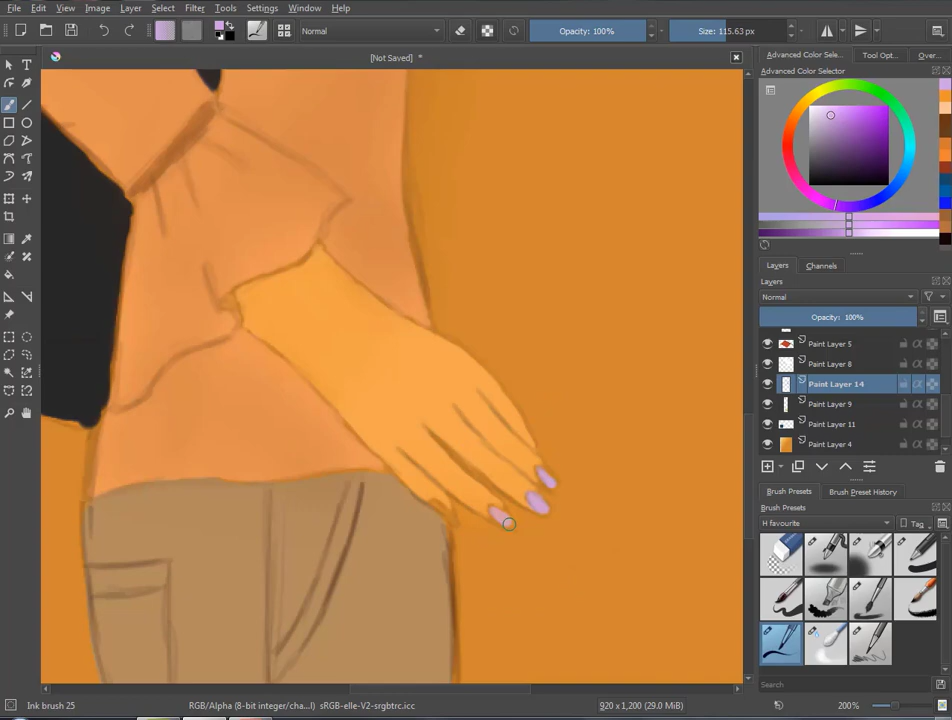 File Edit View Image Layer Select Filter Tools Settings Window Help
Normal Opacity: 100% Size: 115.63 px
[Not Saved] *
Advanced Color Sele... Tool Opt... Over...
Advanced Color Selector
Layers Channels
Layers
Normal
Opacity: 100%
Paint Layer 5
Paint Layer 8
Paint Layer 14
Paint Layer 9
Paint Layer 11
Paint Layer 4
Brush Presets Brush Preset History
Brush Presets
H favourite Tag
Search
Ink brush 25 RGB/Alpha (8-bit integer/cha...l) sRGB-elle-V2-srgbtrc.icc 920 x 1,200 (29.0 MiB) 200%